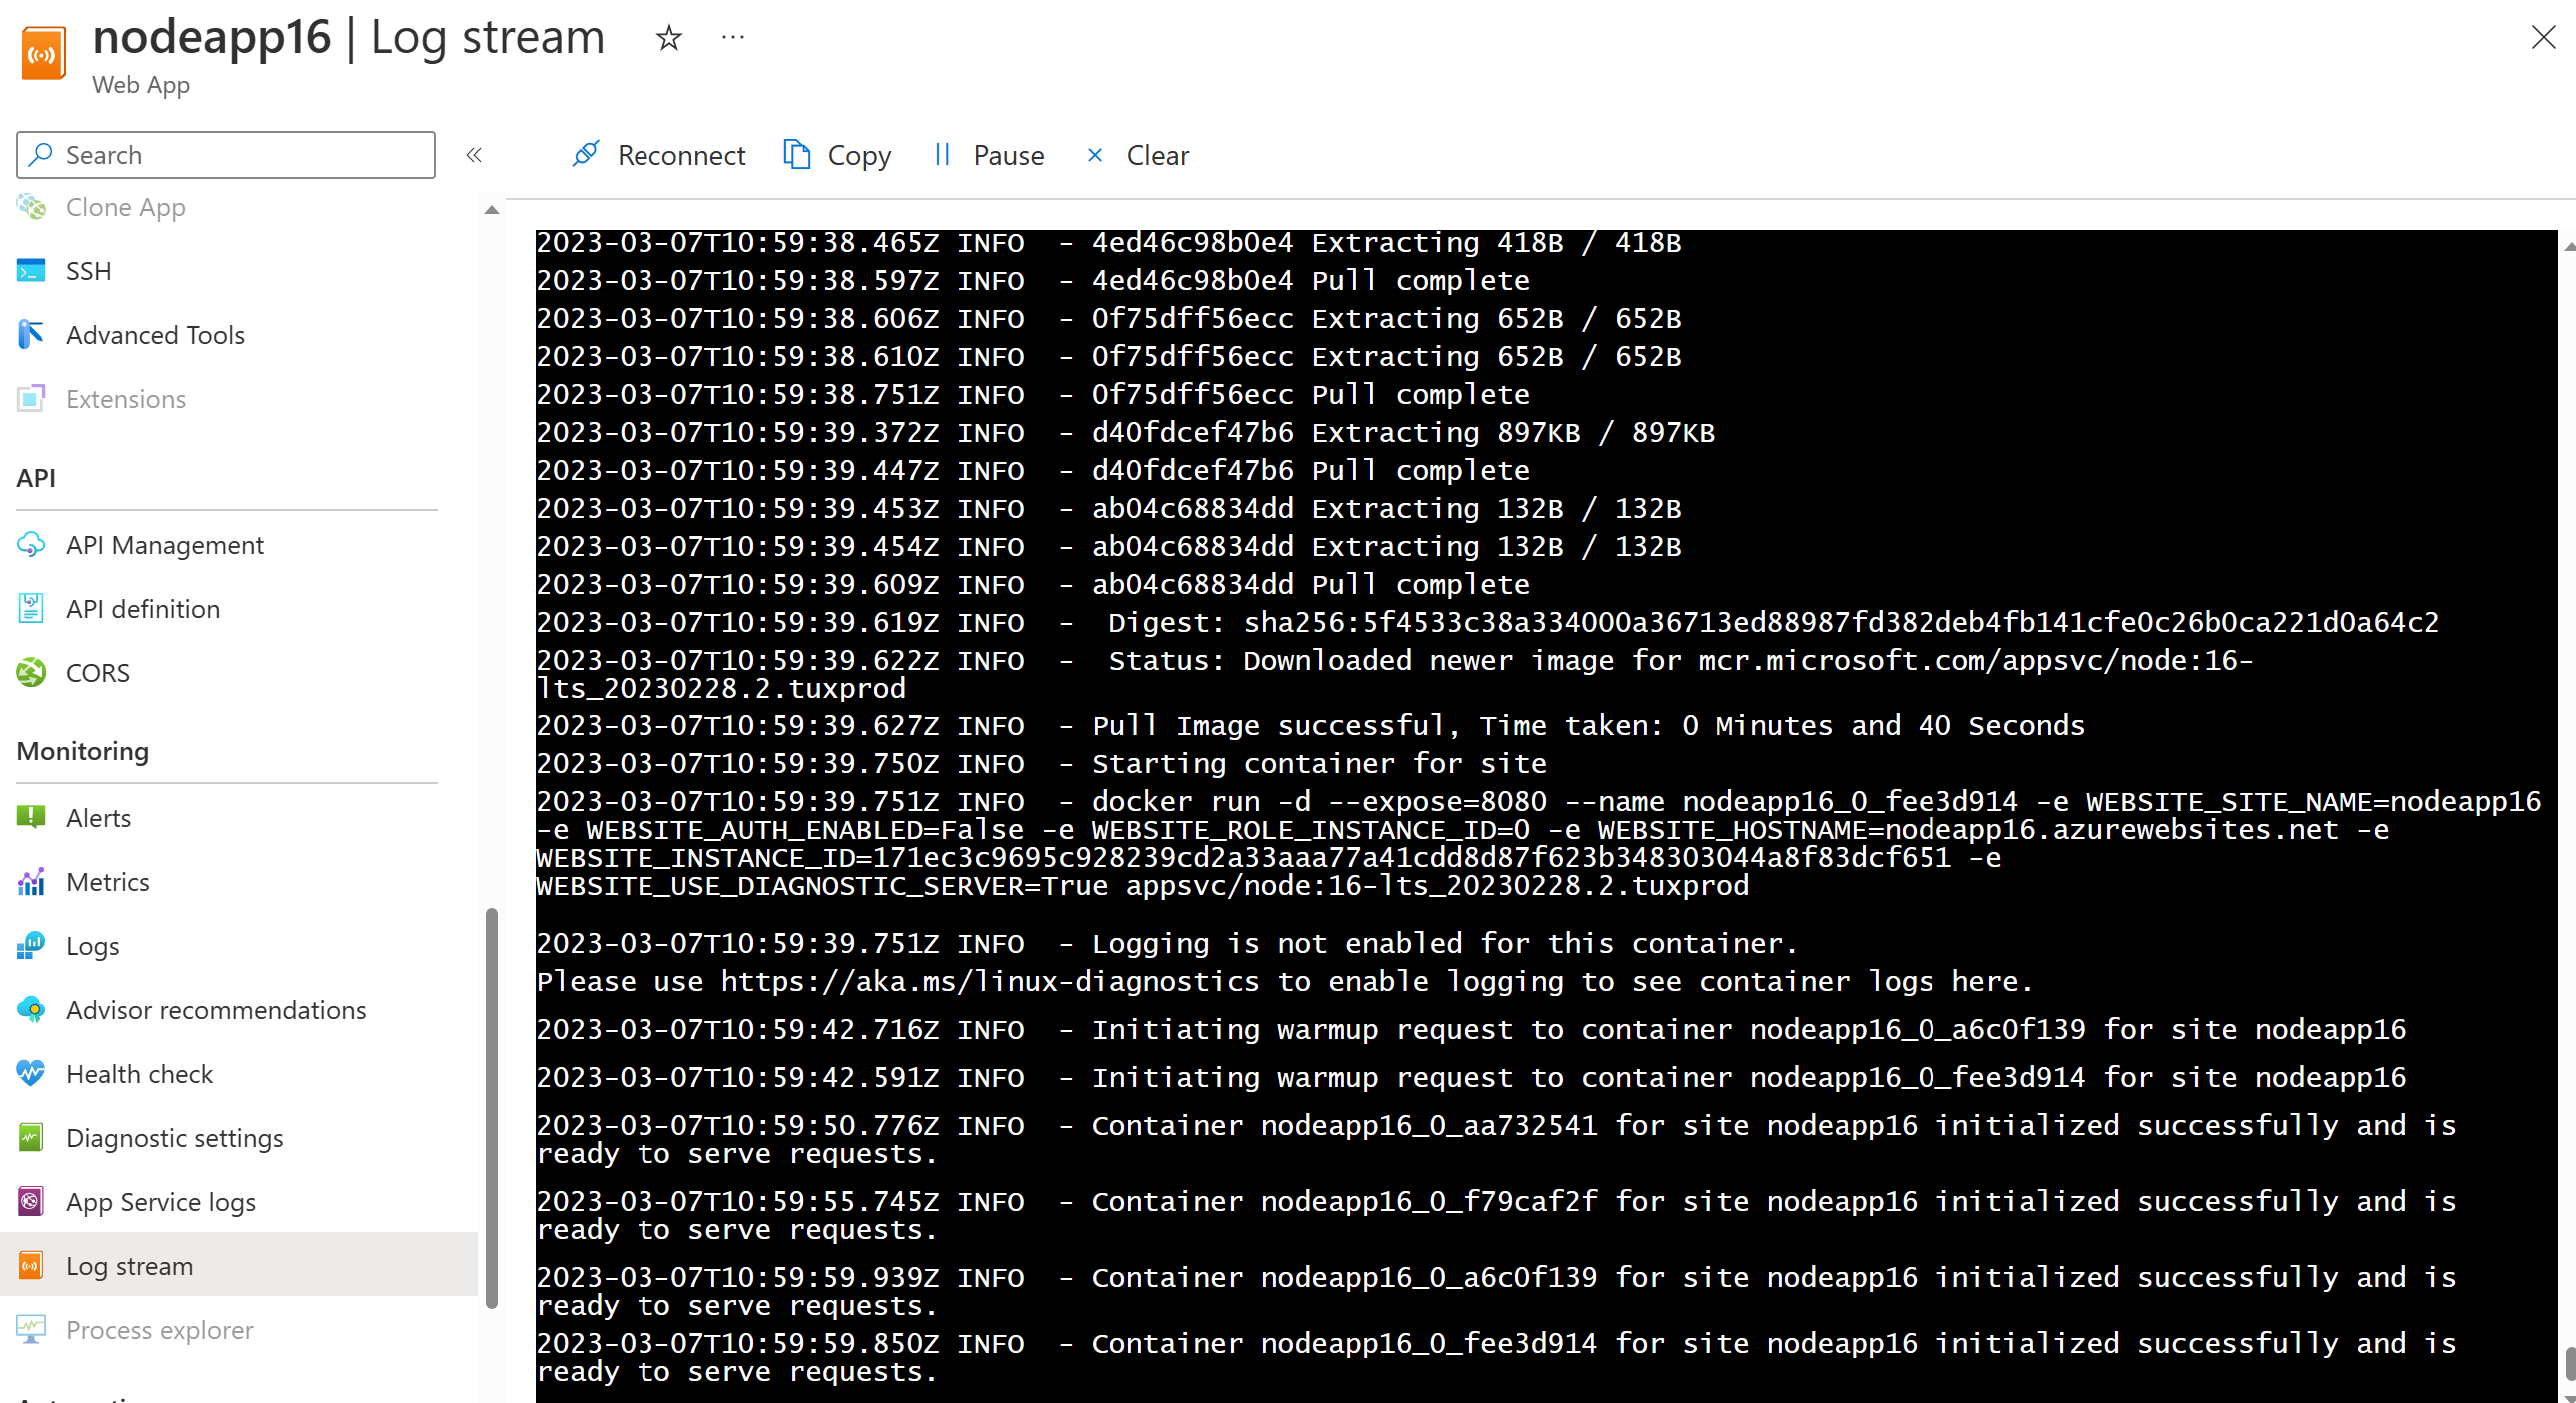 nodeapp16 | Log stream
Web App
Search
Reconnect
Copy
Pause
Clear
Clone App
SSH
Advanced Tools
Extensions
API
API Management
API definition
CORS
Monitoring
Alerts
Metrics
Logs
Advisor recommendations
Health check
Diagnostic settings
App Service logs
Log stream
Process explorer
2023-03-07T10:59:38.465Z INFO  - 4ed46c98b0e4 Extracting 418B / 418B
2023-03-07T10:59:38.597Z INFO  - 4ed46c98b0e4 Pull complete
2023-03-07T10:59:38.606Z INFO  - 0f75dff56ecc Extracting 652B / 652B
2023-03-07T10:59:38.610Z INFO  - 0f75dff56ecc Extracting 652B / 652B
2023-03-07T10:59:38.751Z INFO  - 0f75dff56ecc Pull complete
2023-03-07T10:59:39.372Z INFO  - d40fdcef47b6 Extracting 897KB / 897KB
2023-03-07T10:59:39.447Z INFO  - d40fdcef47b6 Pull complete
2023-03-07T10:59:39.453Z INFO  - ab04c68834dd Extracting 132B / 132B
2023-03-07T10:59:39.454Z INFO  - ab04c68834dd Extracting 132B / 132B
2023-03-07T10:59:39.609Z INFO  - ab04c68834dd Pull complete
2023-03-07T10:59:39.619Z INFO  -  Digest: sha256:5f4533c38a334000a36713ed88987fd382deb4fb141cfe0c26b0ca221d0a64c2
2023-03-07T10:59:39.622Z INFO  -  Status: Downloaded newer image for mcr.microsoft.com/appsvc/node:16-
lts_20230228.2.tuxprod
2023-03-07T10:59:39.627Z INFO  - Pull Image successful, Time taken: 0 Minutes and 40 Seconds
2023-03-07T10:59:39.750Z INFO  - Starting container for site
2023-03-07T10:59:39.751Z INFO  - docker run -d --expose=8080 --name nodeapp16_0_fee3d914 -e WEBSITE_SITE_NAME=nodeapp16
-e WEBSITE_AUTH_ENABLED=False -e WEBSITE_ROLE_INSTANCE_ID=0 -e WEBSITE_HOSTNAME=nodeapp16.azurewebsites.net -e
WEBSITE_INSTANCE_ID=171ec3c9695c928239cd2a33aaa77a41cdd8d87f623b348303044a8f83dcf651 -e
WEBSITE_USE_DIAGNOSTIC_SERVER=True appsvc/node:16-lts_20230228.2.tuxprod
2023-03-07T10:59:39.751Z INFO  - Logging is not enabled for this container.
Please use https://aka.ms/linux-diagnostics to enable logging to see container logs here.
2023-03-07T10:59:42.716Z INFO  - Initiating warmup request to container nodeapp16_0_a6c0f139 for site nodeapp16
2023-03-07T10:59:42.591Z INFO  - Initiating warmup request to container nodeapp16_0_fee3d914 for site nodeapp16
2023-03-07T10:59:50.776Z INFO  - Container nodeapp16_0_aa732541 for site nodeapp16 initialized successfully and is
ready to serve requests.
2023-03-07T10:59:55.745Z INFO  - Container nodeapp16_0_f79caf2f for site nodeapp16 initialized successfully and is
ready to serve requests.
2023-03-07T10:59:59.939Z INFO  - Container nodeapp16_0_a6c0f139 for site nodeapp16 initialized successfully and is
ready to serve requests.
2023-03-07T10:59:59.850Z INFO  - Container nodeapp16_0_fee3d914 for site nodeapp16 initialized successfully and is
ready to serve requests.